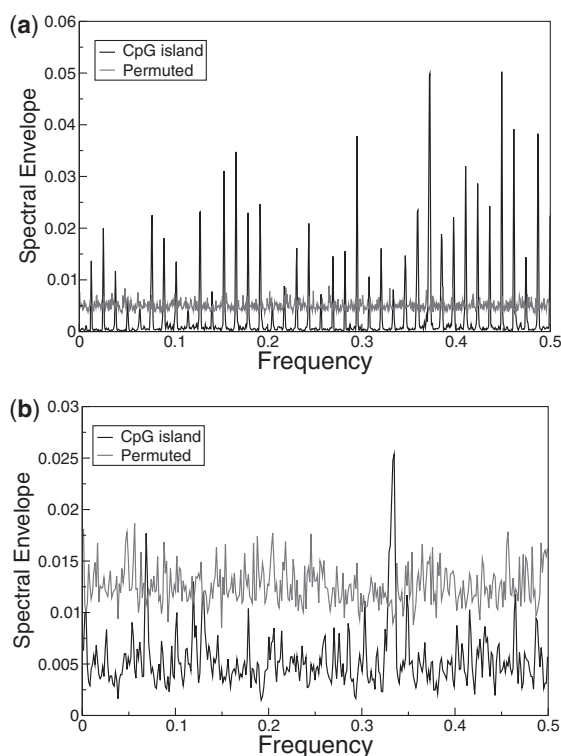 (a)
0.06
0.05
0.04
0.03
0.02
0.01
0
Spectral Envelope
CpG island
Permuted
0 0.1 0.2 0.3 0.4 0.5
Frequency
(b)
0.03
0.025
0.02
0.015
0.01
0.005
0
Spectral Envelope
CpG island
Permuted
0 0.1 0.2 0.3 0.4 0.5
Frequency